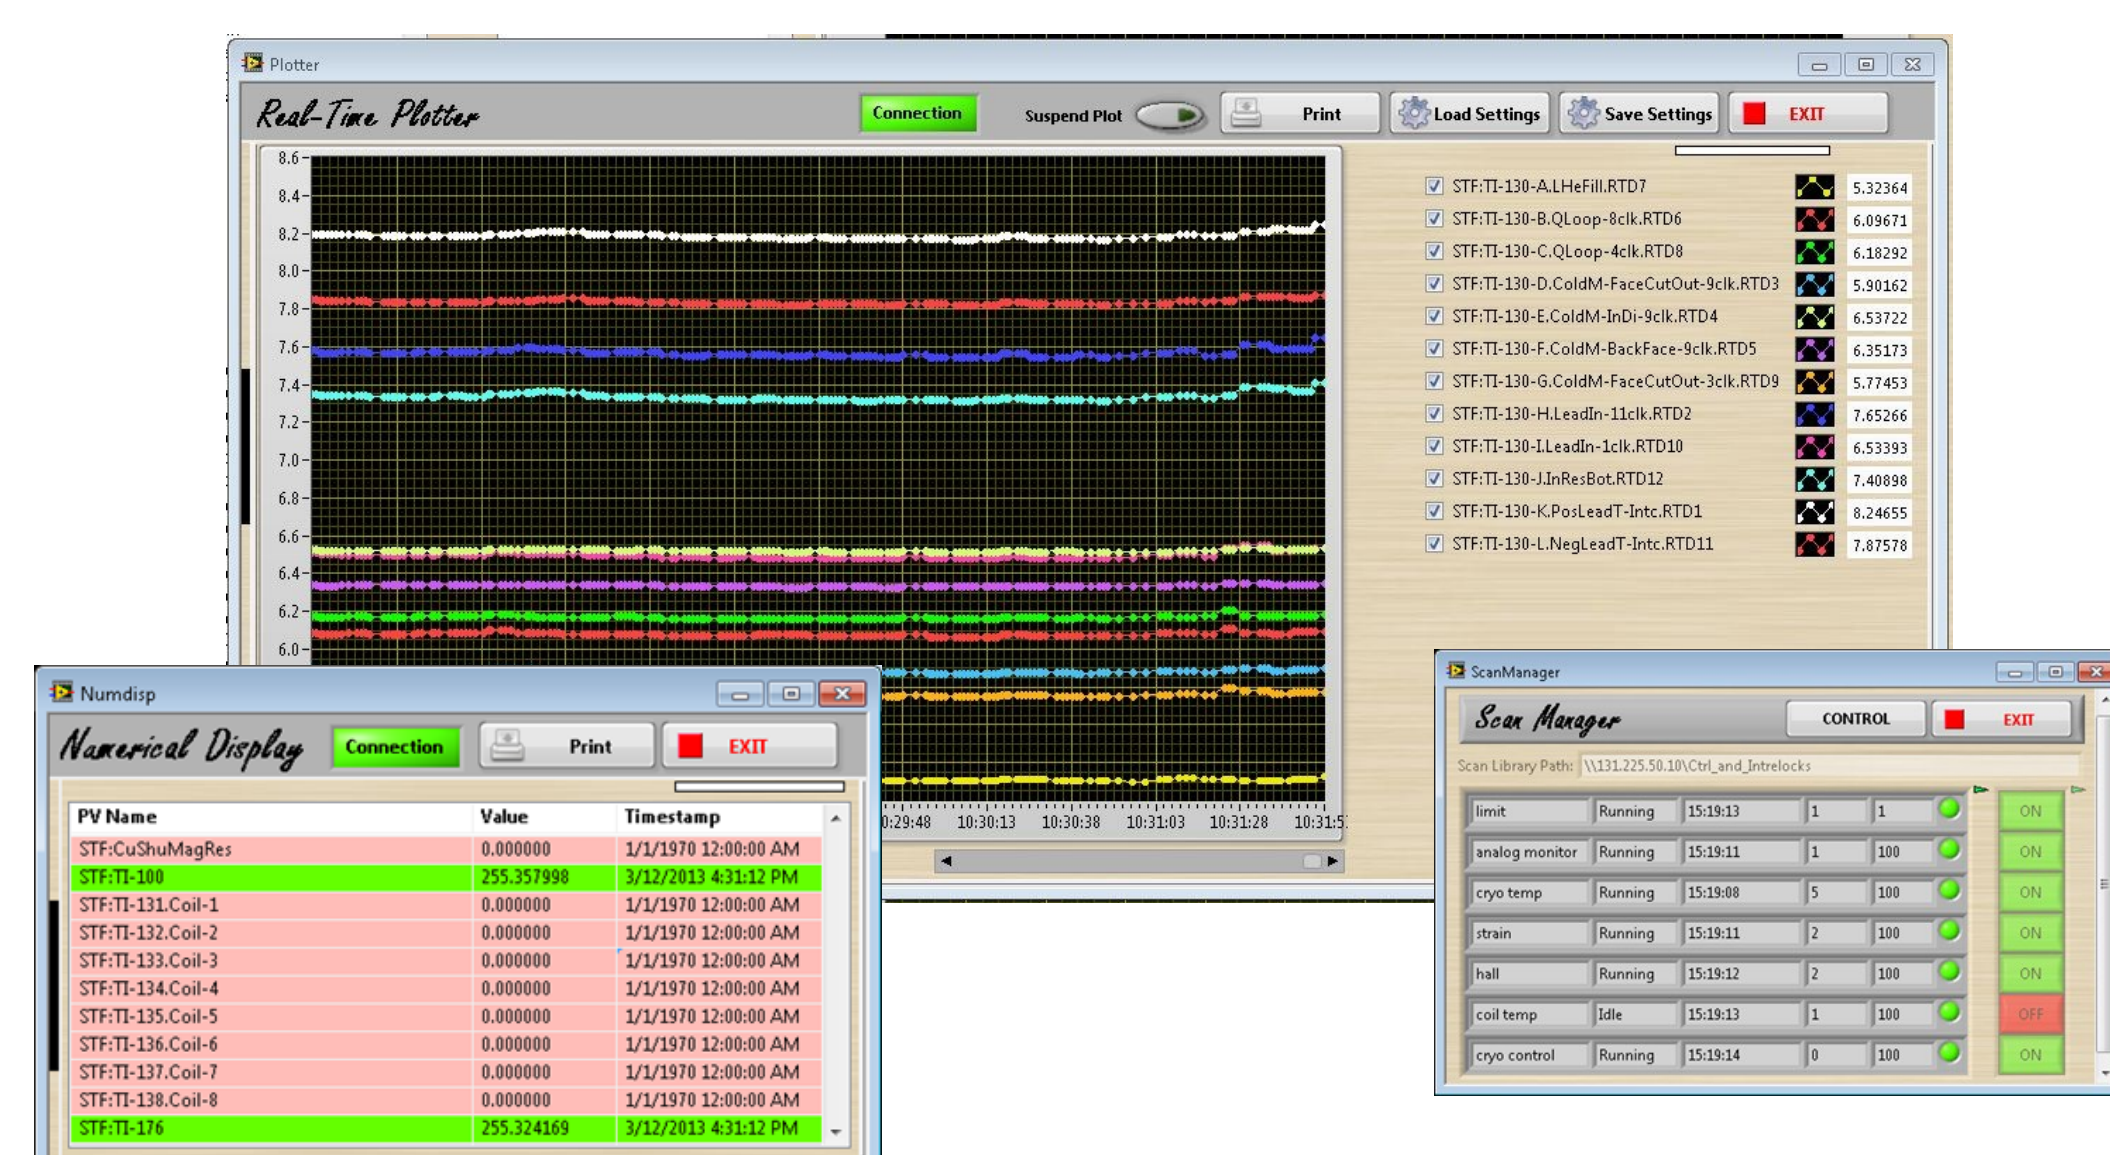 Plotter
Real-Time Plotter Connection Suspend Plot Print Load Settings Save Settings EXIT
8.6
8.4
8.2
8.0
7.8
7.6
7.4
7.2
7.0
6.8
6.6
6.4
6.2
6.0
0:29:48 10:30:13 10:30:38 10:31:03 10:31:28 10:31:5
STF:TI-130-A.LHeFill.RTD7 5.32364
STF:TI-130-B.QLoop-8clk.RTD6 6.09671
STF:TI-130-C.QLoop-4clk.RTD8 6.18292
STF:TI-130-D.ColdM-FaceCutOut-9clk.RTD3 5.90162
STF:TI-130-E.ColdM-InDi-9clk.RTD4 6.53722
STF:TI-130-F.ColdM-BackFace-9clk.RTD5 6.35173
STF:TI-130-G.ColdM-FaceCutOut-3clk.RTD9 5.77453
STF:TI-130-H.LeadIn-11clk.RTD2 7.65266
STF:TI-130-I.LeadIn-1clk.RTD10 6.53393
STF:TI-130-J.InResBot.RTD12 7.40898
STF:TI-130-K.PosLeadT-Intc.RTD1 8.24655
STF:TI-130-L.NegLeadT-Intc.RTD11 7.87578
Numdisp
Numerical Display Connection Print EXIT
PV Name Value Timestamp
STF:CuShuMagRes 0.000000 1/1/1970 12:00:00 AM
STF:TI-100 255.357998 3/12/2013 4:31:12 PM
STF:TI-131.Coil-1 0.000000 1/1/1970 12:00:00 AM
STF:TI-132.Coil-2 0.000000 1/1/1970 12:00:00 AM
STF:TI-133.Coil-3 0.000000 1/1/1970 12:00:00 AM
STF:TI-134.Coil-4 0.000000 1/1/1970 12:00:00 AM
STF:TI-135.Coil-5 0.000000 1/1/1970 12:00:00 AM
STF:TI-136.Coil-6 0.000000 1/1/1970 12:00:00 AM
STF:TI-137.Coil-7 0.000000 1/1/1970 12:00:00 AM
STF:TI-138.Coil-8 0.000000 1/1/1970 12:00:00 AM
STF:TI-176 255.324169 3/12/2013 4:31:12 PM
ScanManager
Scan Manager CONTROL EXIT
Scan Library Path: \\131.225.50.10\Ctrl_and_Intrelocks
limit Running 15:19:13 1 1 ON
analog monitor Running 15:19:11 1 100 ON
cryo temp Running 15:19:08 5 100 ON
strain Running 15:19:11 2 100 ON
hall Running 15:19:12 2 100 ON
coil temp Idle 15:19:13 1 100 OFF
cryo control Running 15:19:14 0 100 ON